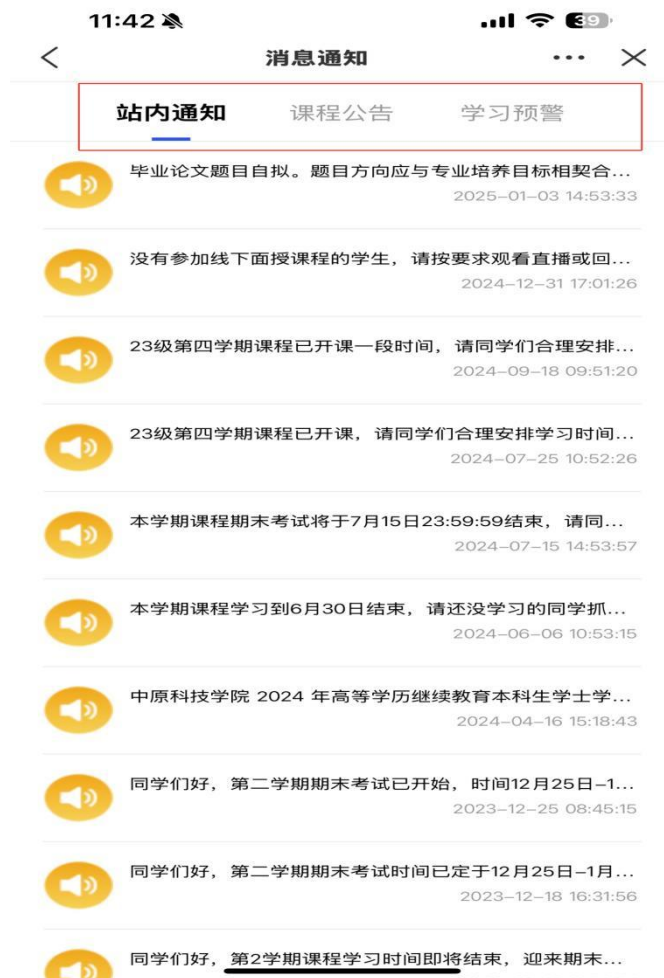 11:42
39
消息通知
站内通知 课程公告 学习预警
毕业论文题目自拟。题目方向应与专业培养目标相契合...
2025-01-03 14:53:33
没有参加线下面授课程的学生，请按要求观看直播或回...
2024-12-31 17:01:26
23级第四学期课程已开课一段时间，请同学们合理安排...
2024-09-18 09:51:20
23级第四学期课程已开课，请同学们合理安排学习时间...
2024-07-25 10:52:26
本学期课程期末考试将于7月15日23:59:59结束，请同...
2024-07-15 14:53:57
本学期课程学习到6月30日结束，请还没学习的同学抓...
2024-06-06 10:53:15
中原科技学院 2024 年高等学历继续教育本科生学士学...
2024-04-16 15:18:43
同学们好，第二学期期末考试已开始，时间12月25日-1...
2023-12-25 08:45:15
同学们好，第二学期期末考试时间已定于12月25日-1月...
2023-12-18 16:31:56
同学们好，第2学期课程学习时间即将结束，迎来期末...